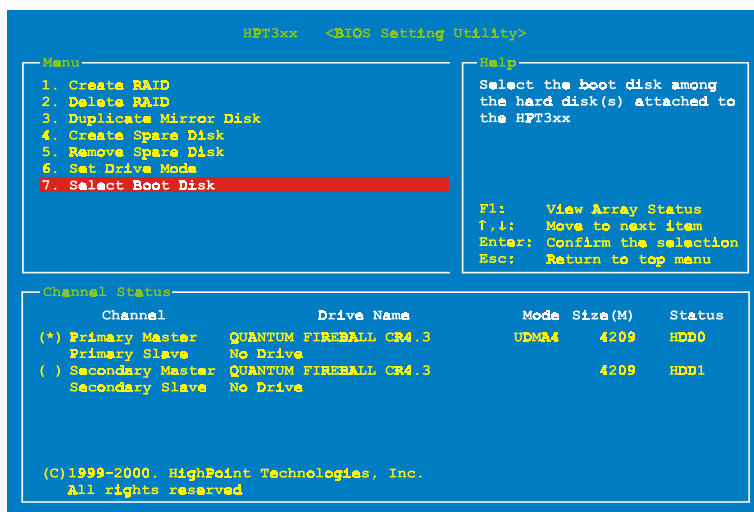 HPT3xx <BIOS Setting Utility>
Menu
1. Create RAID
2. Delete RAID
3. Duplicate Mirror Disk
4. Create Spare Disk
5. Remove Spare Disk
6. Set Drive Mode
7. Select Boot Disk
Help
Select the boot disk among
the hard disk(s) attached to
the HPT3xx
F1: View Array Status
↑,↓: Move to next item
Enter: Confirm the selection
Esc: Return to top menu
Channel Status
Channel Drive Name Mode Size(M) Status
(*) Primary Master QUANTUM FIREBALL CR4.3 UDMA4 4209 HDD0
Primary Slave No Drive
( ) Secondary Master QUANTUM FIREBALL CR4.3 4209 HDD1
Secondary Slave No Drive
(C)1999-2000. HighPoint Technologies, Inc.
All rights reserved